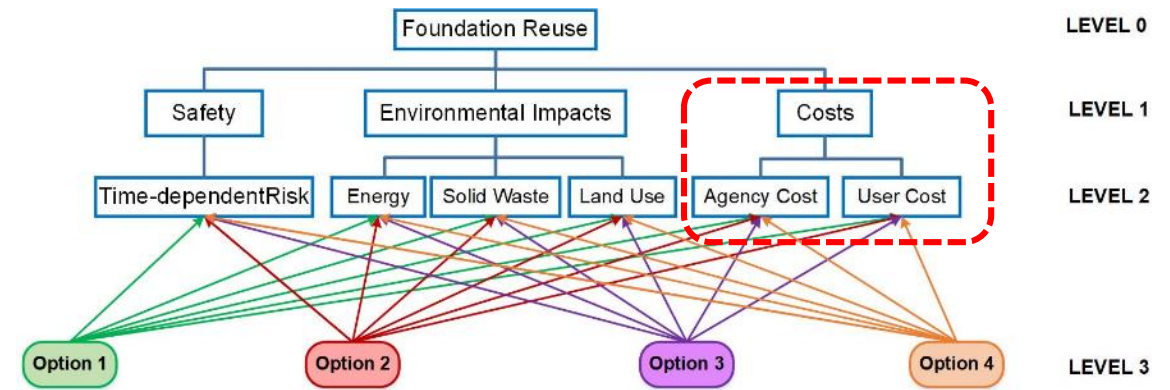 Foundation Reuse
LEVEL 0
Safety
Environmental Impacts
Costs
LEVEL 1
Time-dependentRisk
Energy
Solid Waste
Land Use
Agency Cost
User Cost
LEVEL 2
Option 1
Option 2
Option 3
Option 4
LEVEL 3